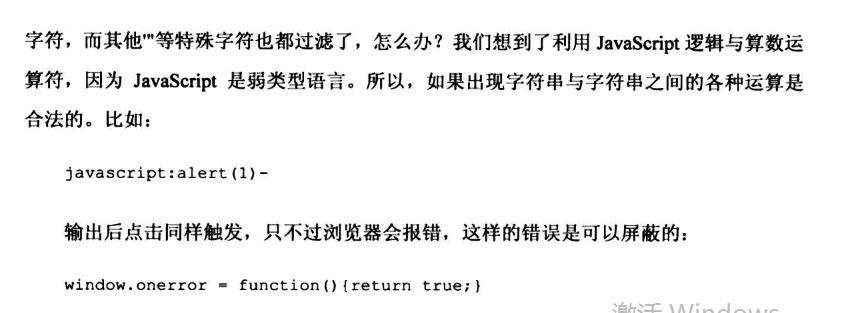 字符，而其他'"等特殊字符也都过滤了，怎么办？我们想到了利用 JavaScript 逻辑与算数运
算符，因为 JavaScript 是弱类型语言。所以，如果出现字符串与字符串之间的各种运算是
合法的。比如：
javascript:alert(1)-
输出后点击同样触发，只不过浏览器会报错，这样的错误是可以屏蔽的：
window.onerror = function(){return true;}
激活 Windows